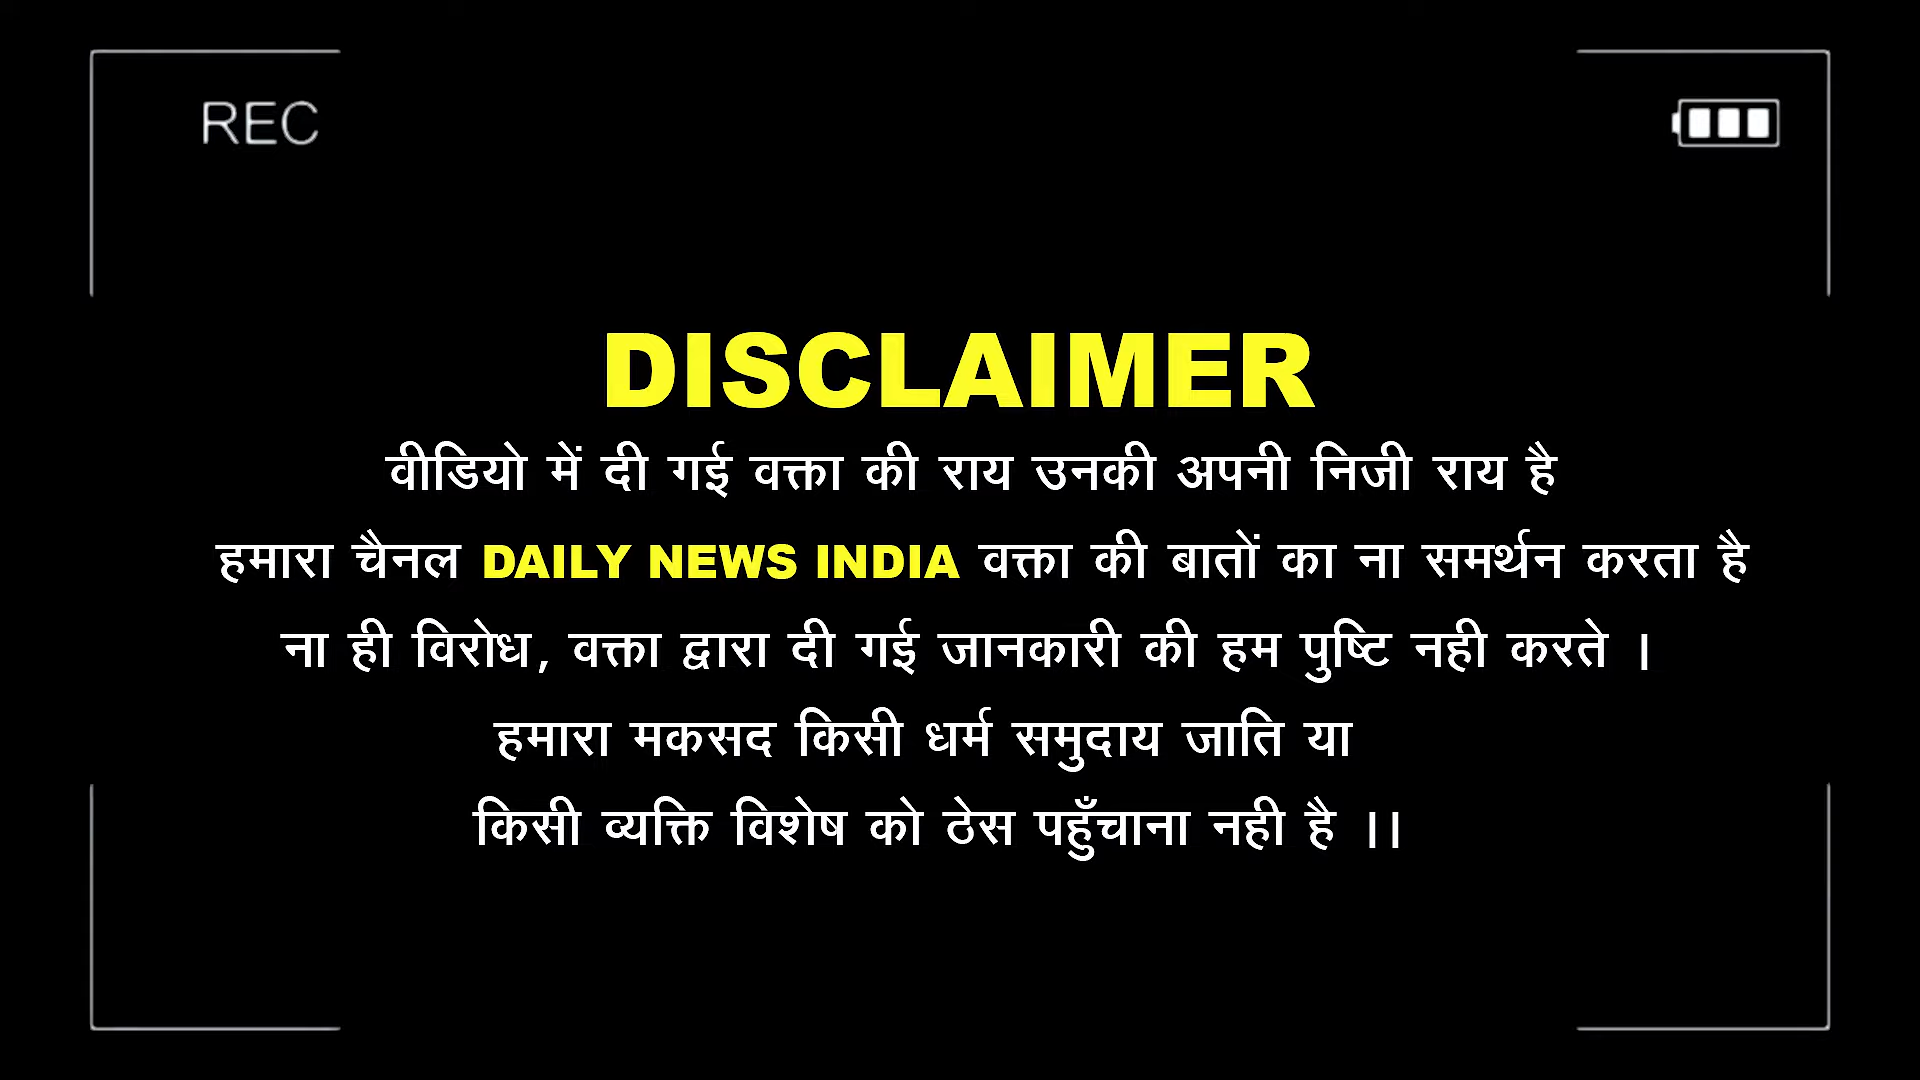 REC
DISCLAIMER
वीडियो में दी गई वक्ता की राय उनकी अपनी निजी राय है
हमारा चैनल DAILY NEWS INDIA वक्ता की बातों का ना समर्थन करता है
ना ही विरोध, वक्ता द्वारा दी गई जानकारी की हम पुष्टि नही करते ।
हमारा मकसद किसी धर्म समुदाय जाति या
किसी व्यक्ति विशेष को ठेस पहुँचाना नही है ।।